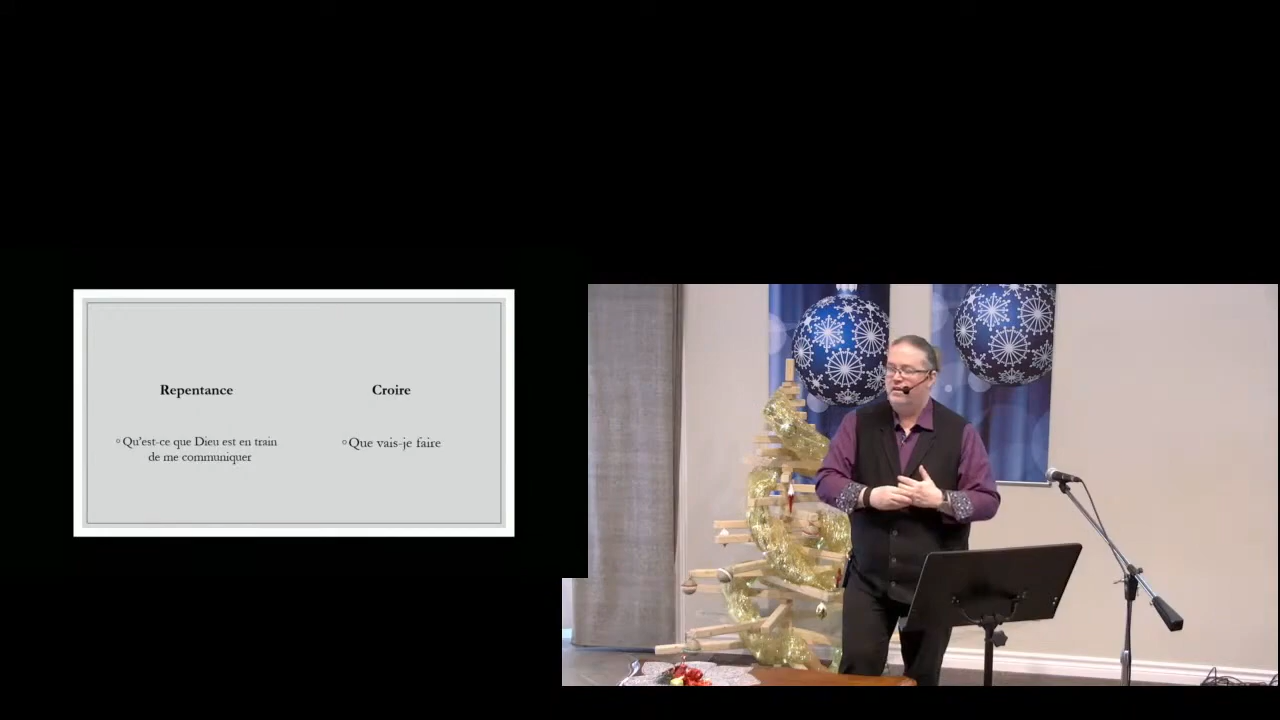 Repentance
Croire
◦Qu'est-ce que Dieu est en train
de me communiquer
◦Que vais-je faire